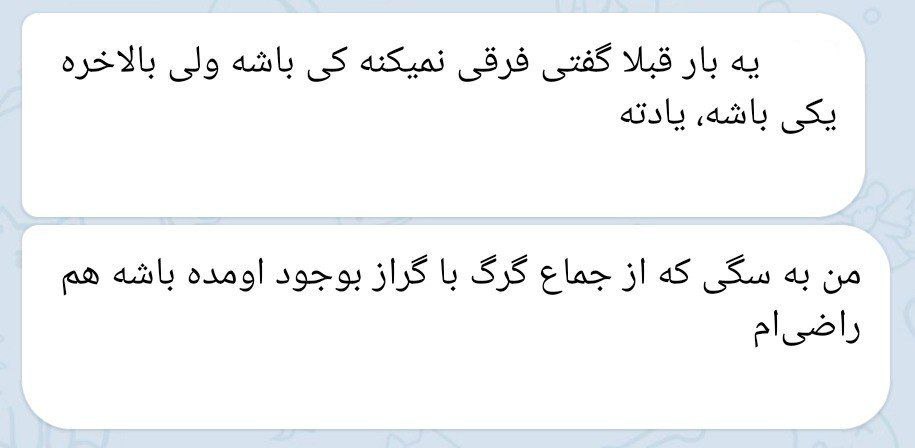 یه بار قبلا گفتی فرقی نمیکنه کی باشه ولی بالاخره
یکی باشه، یادته
من به سگی که از جماع گرگ با گراز بوجود اومده باشه هم
راضی‌ام